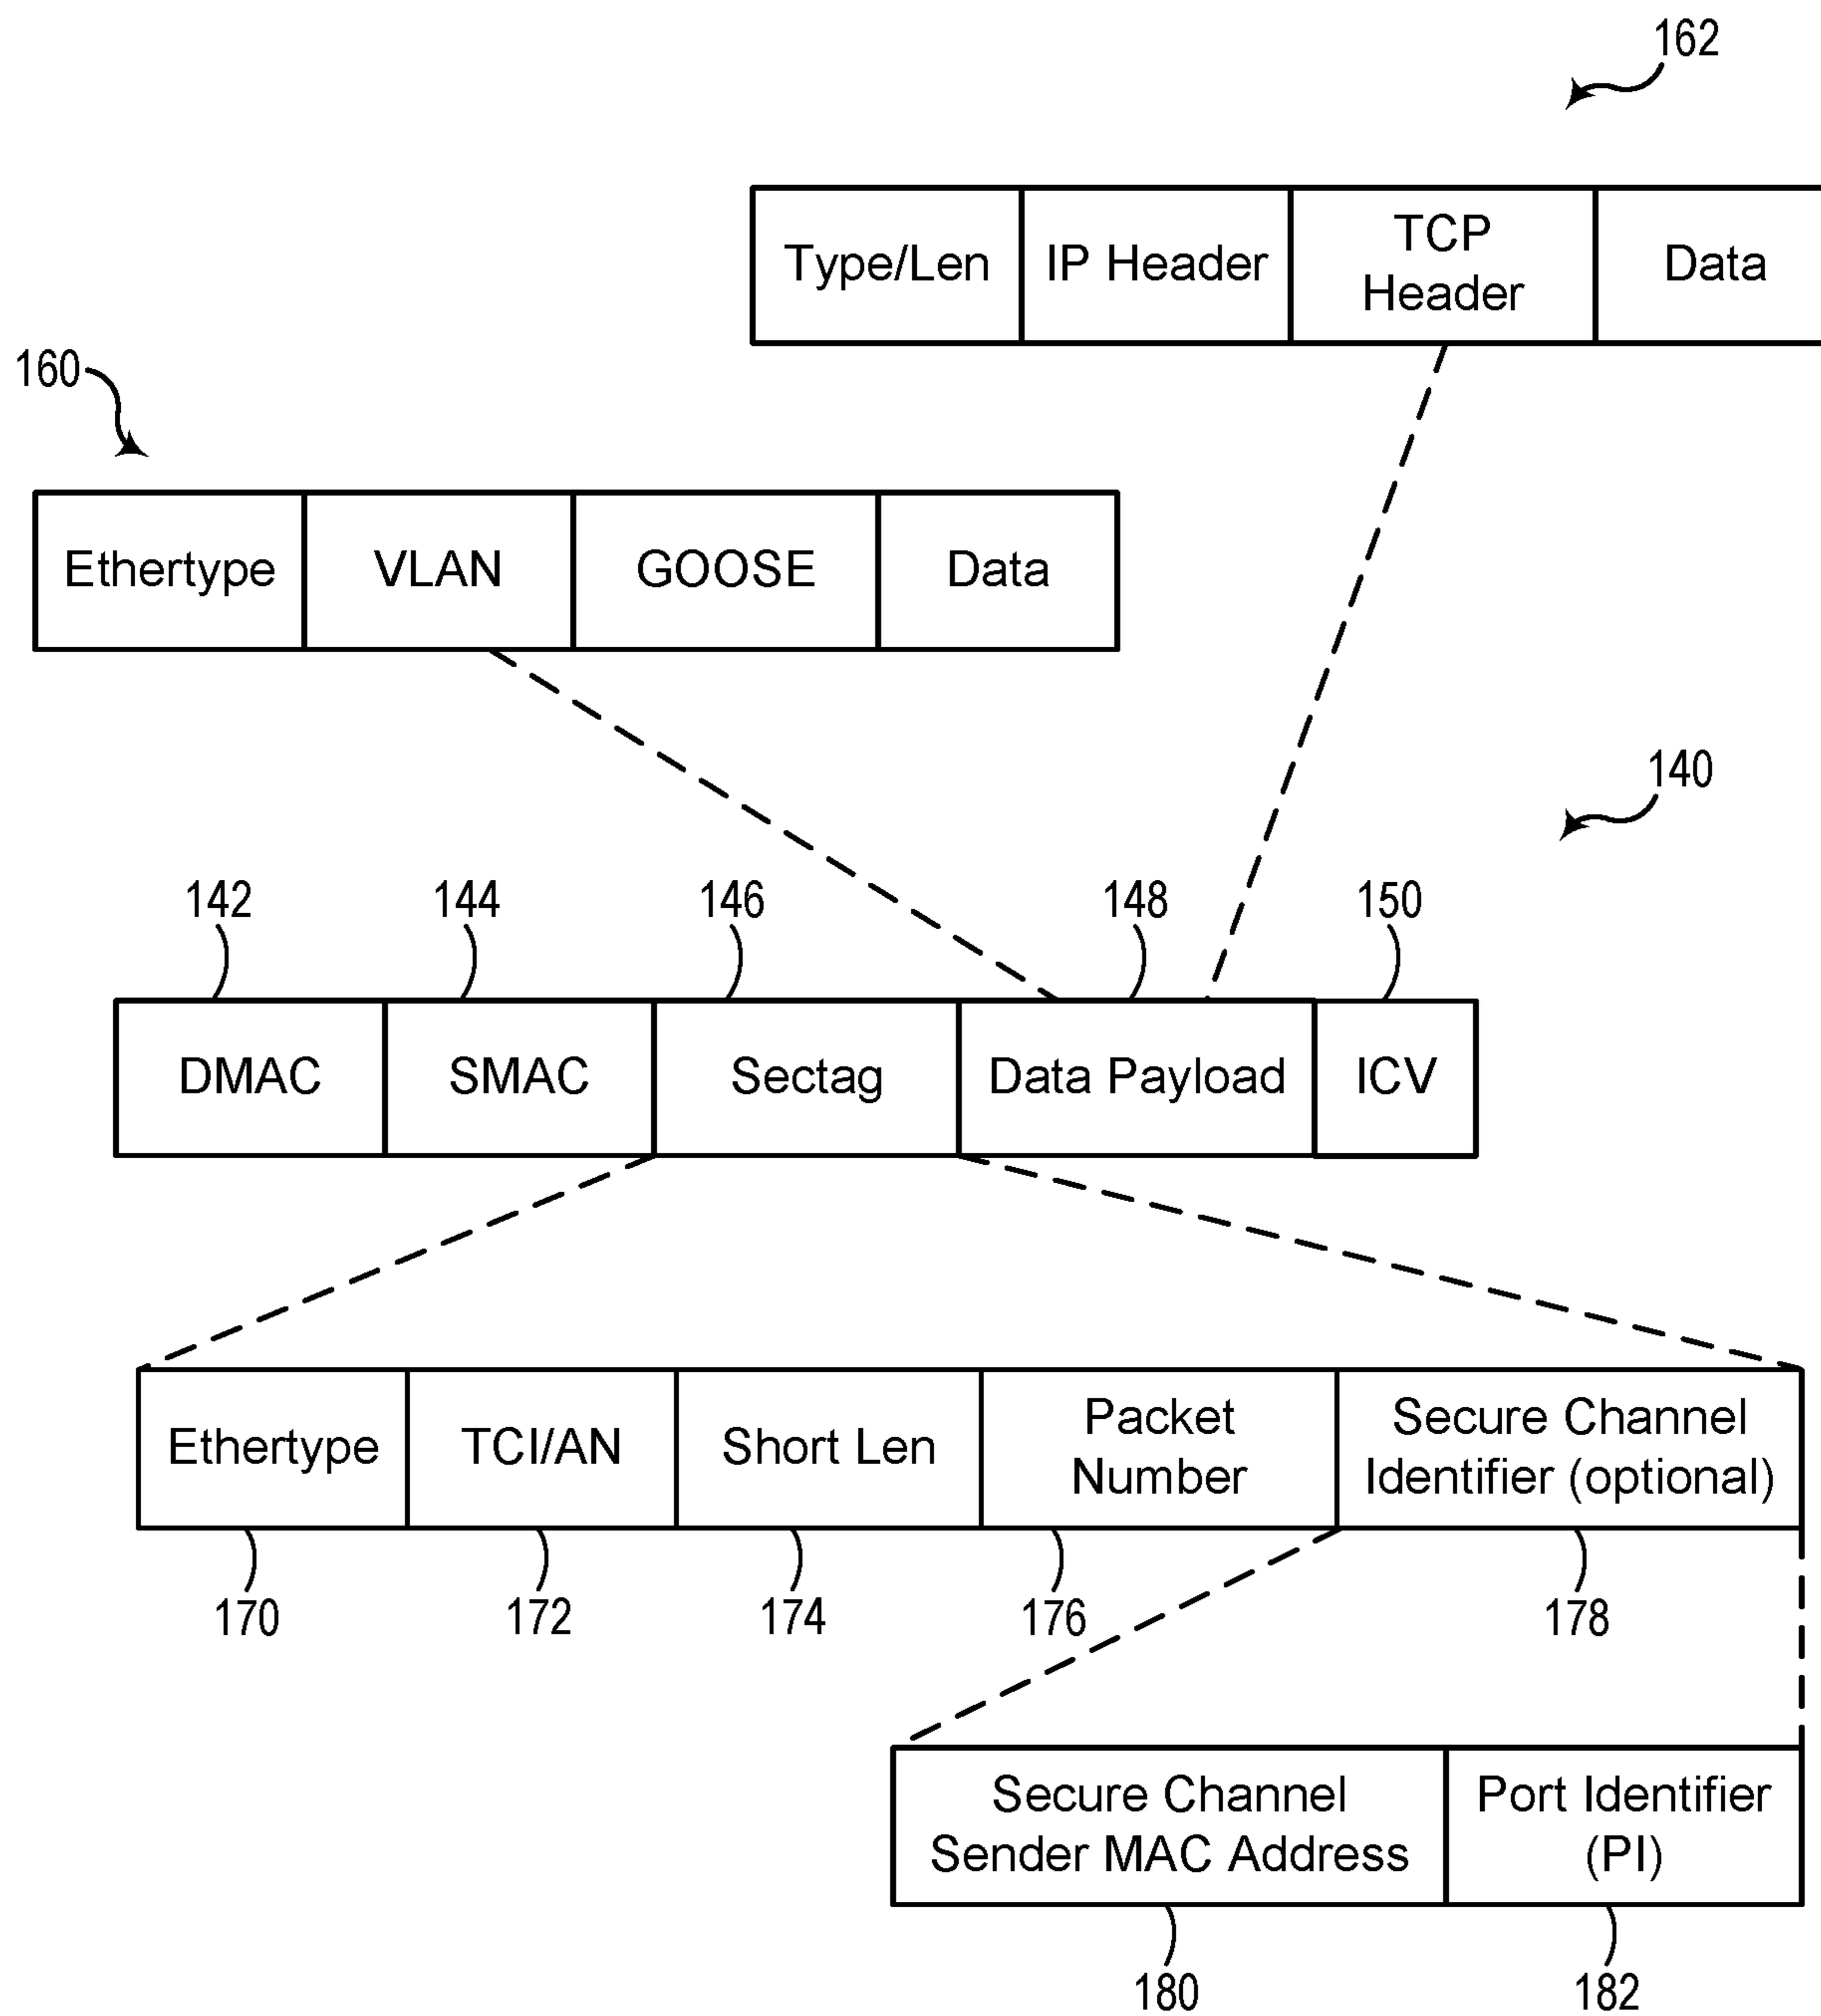 162
Type/Len
IP Header
TCP
Header
Data
160
Ethertype
VLAN
GOOSE
Data
140
142
144
146
148
150
DMAC
SMAC
Sectag
Data Payload
ICV
Ethertype
TCI/AN
Short Len
Packet
Number
Secure Channel
Identifier (optional)
170
172
174
176
178
Secure Channel
Sender MAC Address
Port Identifier
(PI)
180
182